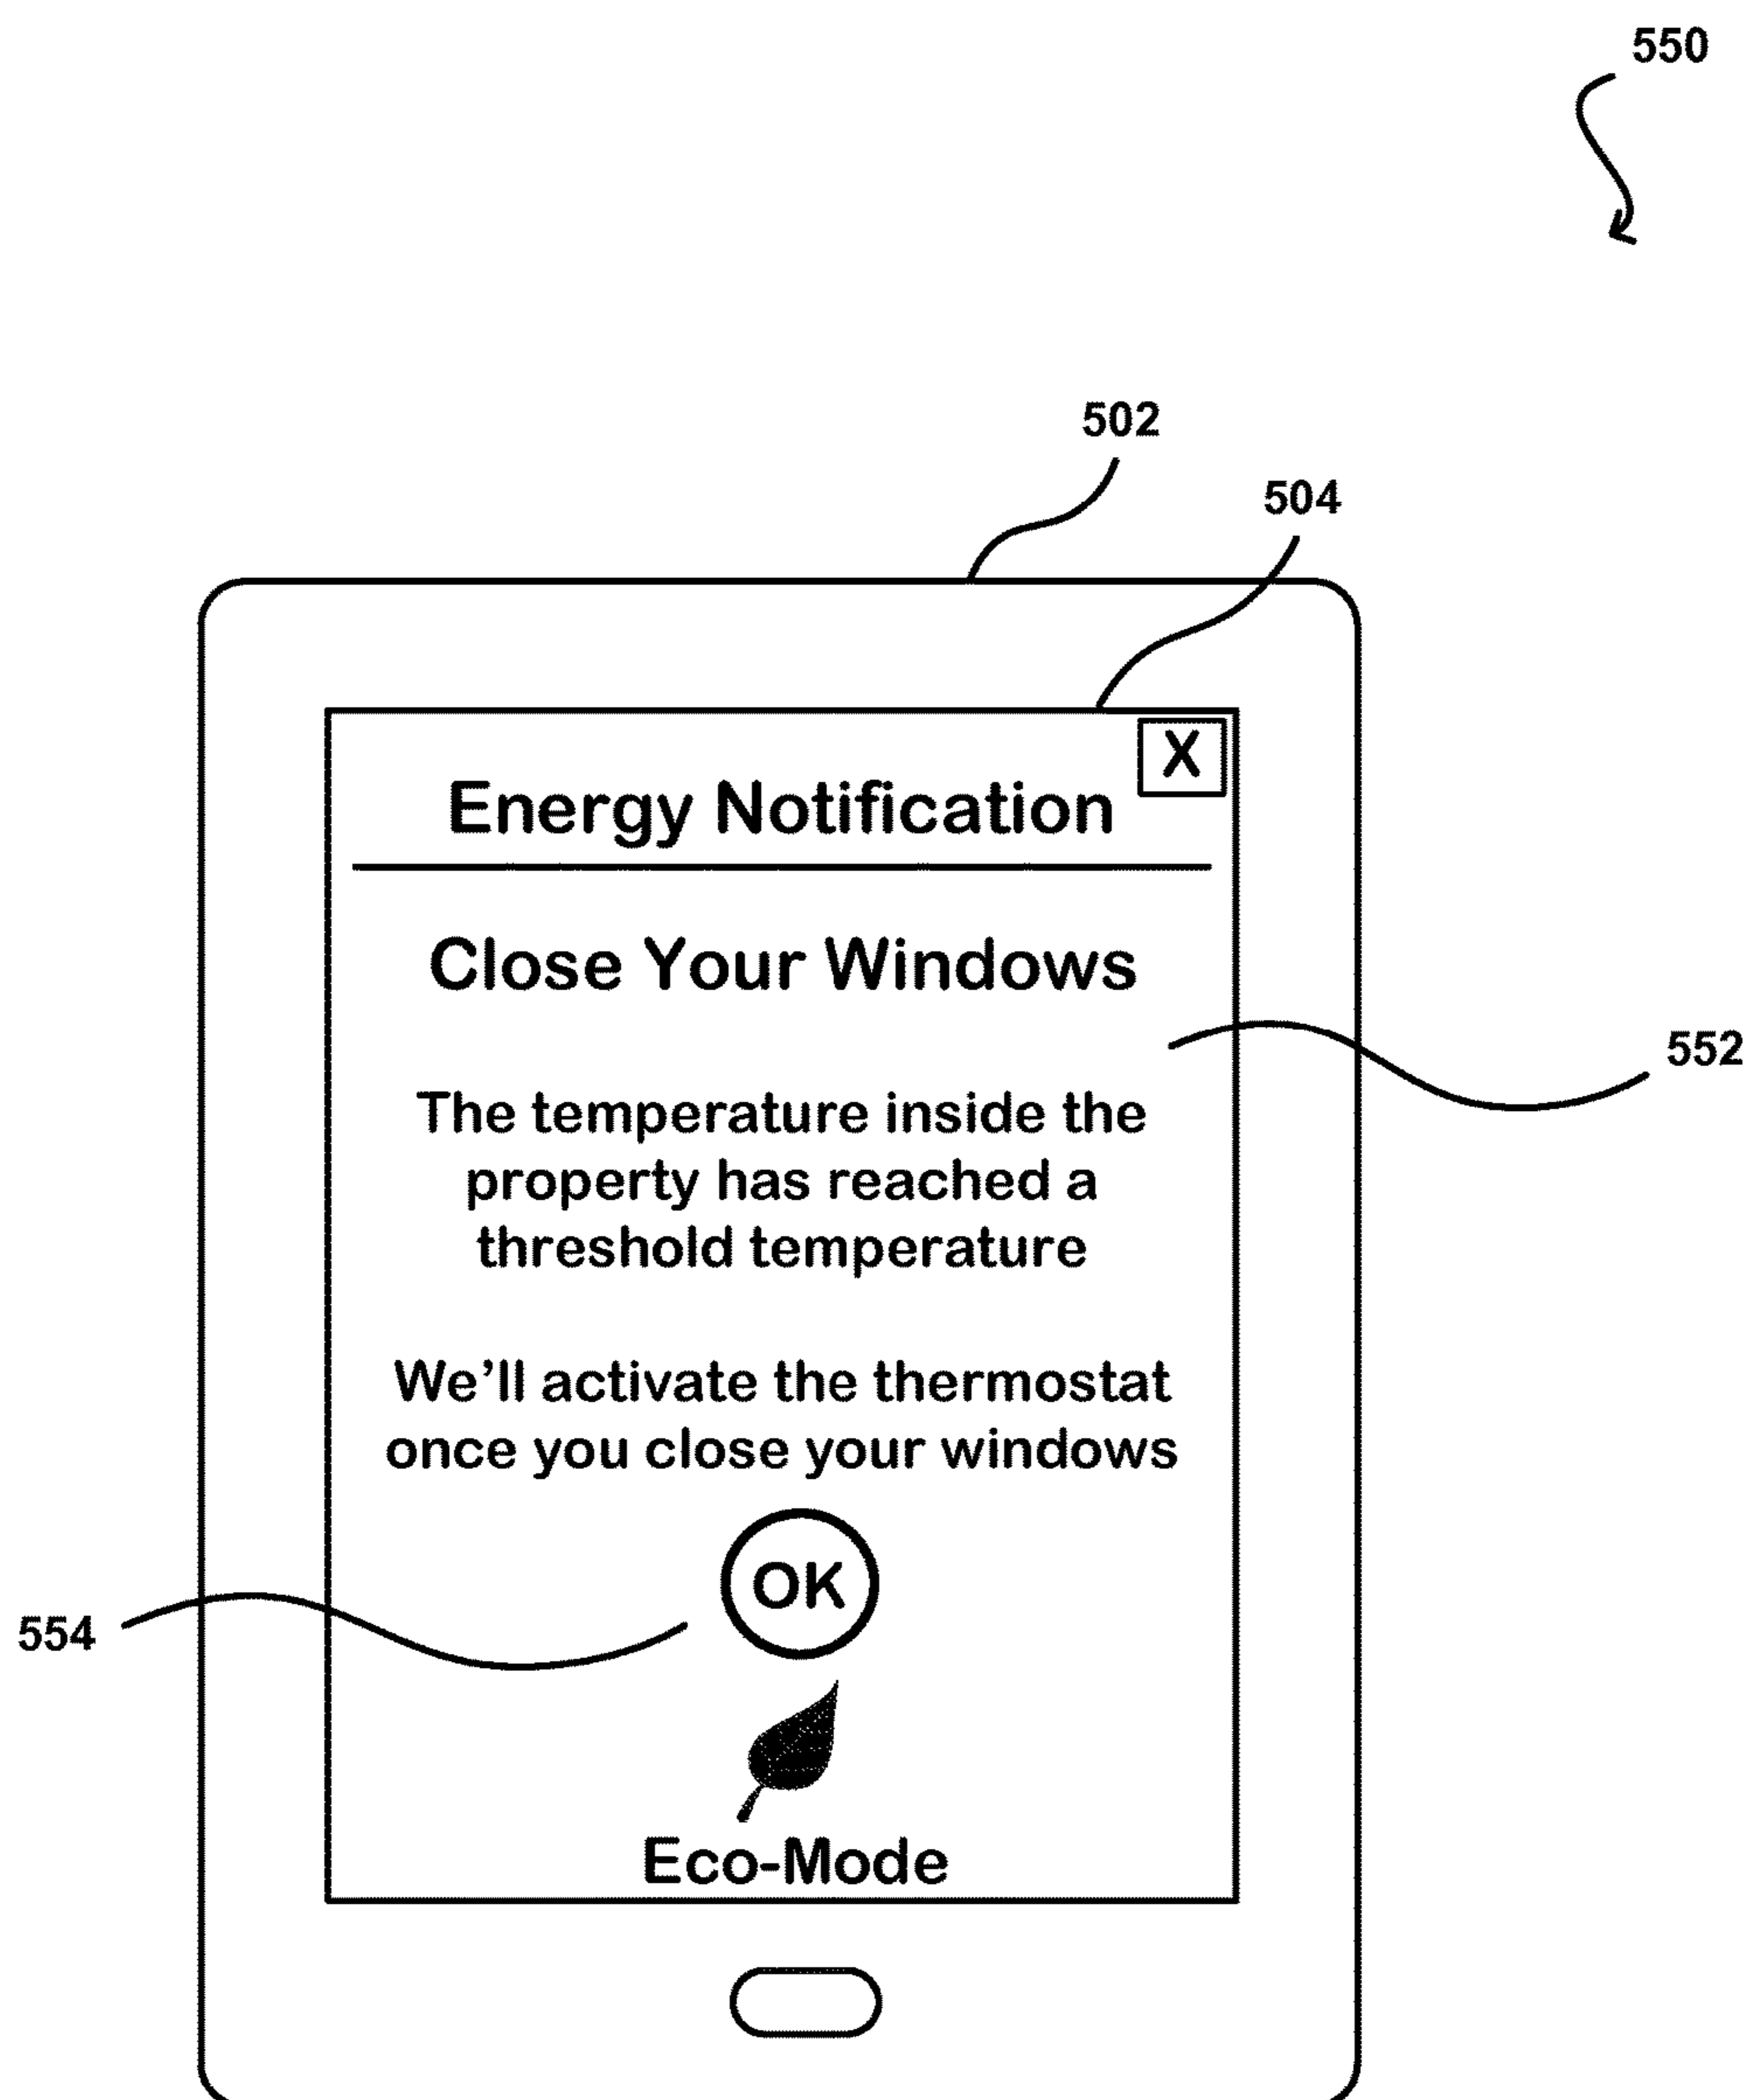 550
502
504
X
Energy Notification
Close Your Windows
552
The temperature inside the
property has reached a
threshold temperature
We'll activate the thermostat
once you close your windows
OK
554
Eco-Mode